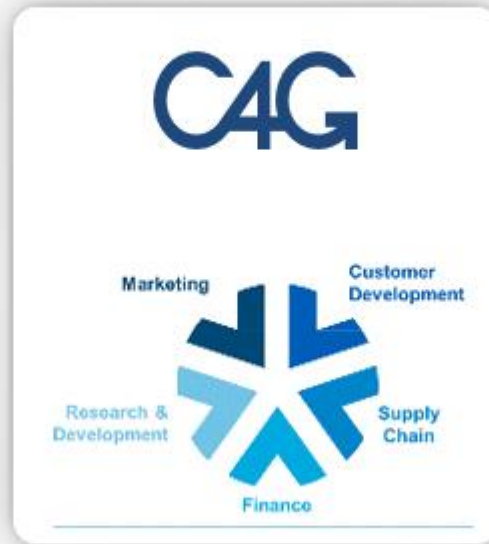 C4G
Marketing
Customer
Development
Research &
Development
Supply
Chain
Finance